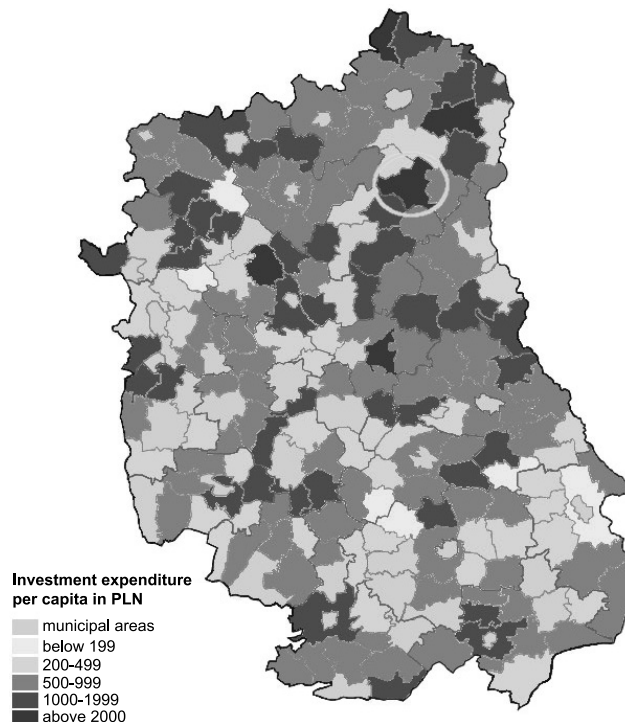 Investment expenditure
per capita in PLN
municipal areas
below 199
200-499
500-999
1000-1999
above 2000